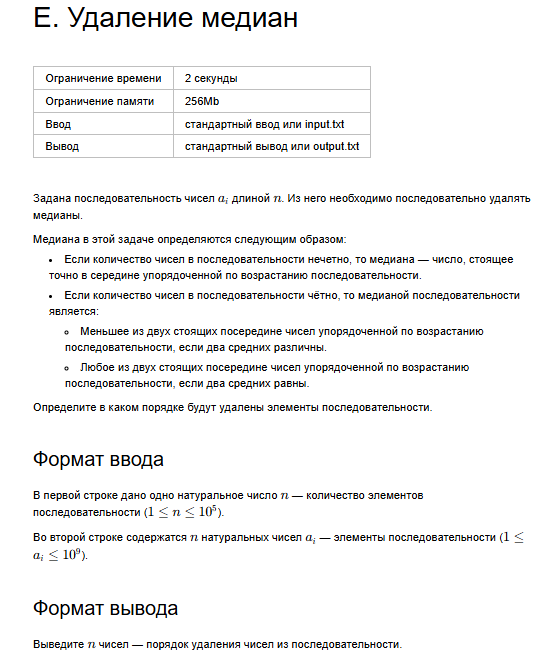 E. Удаление медиан
Ограничение времени 2 секунды
Ограничение памяти 256Mb
Ввод стандартный ввод или input.txt
Вывод стандартный вывод или output.txt
Задана последовательность чисел a_i длиной n. Из него необходимо последовательно удалять
медианы.
Медиана в этой задаче определяются следующим образом:
• Если количество чисел в последовательности нечетно, то медиана — число, стоящее
точно в середине упорядоченной по возрастанию последовательности.
• Если количество чисел в последовательности чётно, то медианой последовательности
является:
∘ Меньшее из двух стоящих посередине чисел упорядоченной по возрастанию
последовательности, если два средних различны.
∘ Любое из двух стоящих посередине чисел упорядоченной по возрастанию
последовательности, если два средних равны.
Определите в каком порядке будут удалены элементы последовательности.
Формат ввода
В первой строке дано одно натуральное число n — количество элементов
последовательности (1 ≤ n ≤ 10^5).
Во второй строке содержатся n натуральных чисел a_i — элементы последовательности (1 ≤
a_i ≤ 10^9).
Формат вывода
Выведите n чисел — порядок удаления чисел из последовательности.